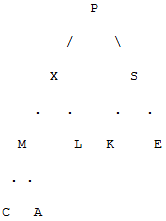 P
/ \
X S
. . . .
M L K E
. .
C A